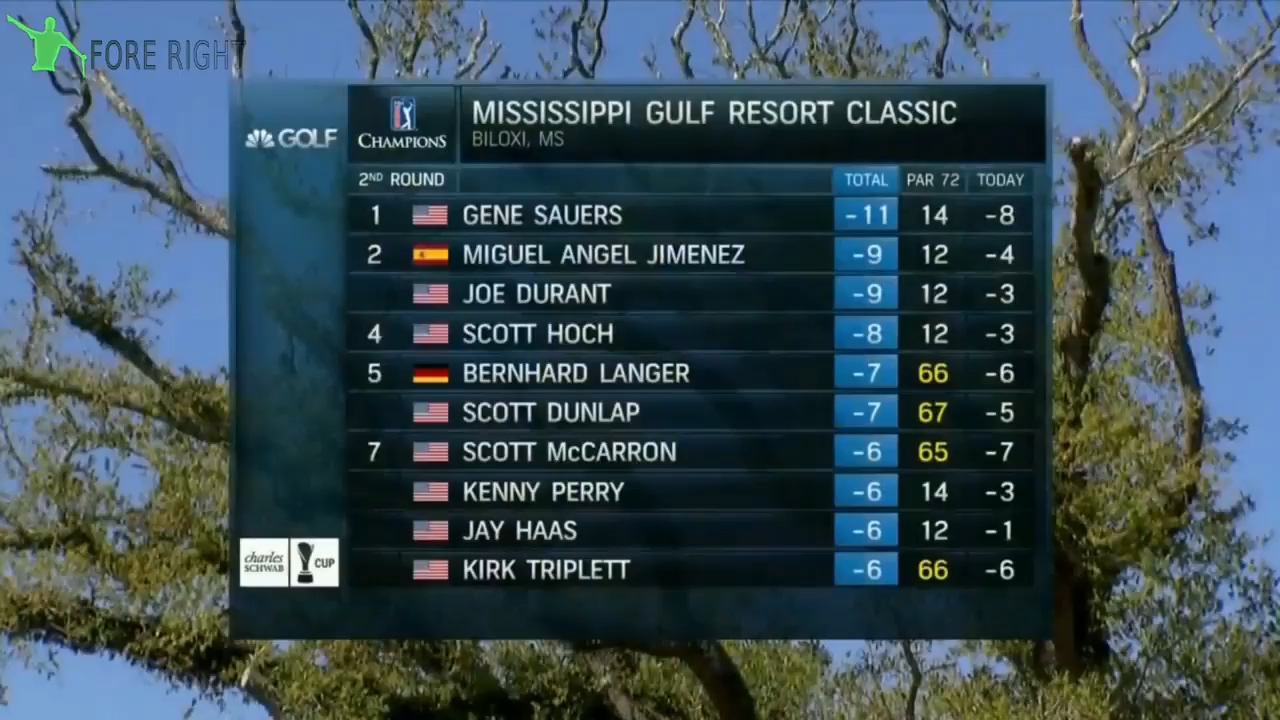 FORE RIGHT
GOLF
CHAMPIONS
MISSISSIPPI GULF RESORT CLASSIC
BILOXI, MS
2ND ROUND TOTAL PAR 72 TODAY
1 GENE SAUERS -11 14 -8
2 MIGUEL ANGEL JIMENEZ -9 12 -4
JOE DURANT -9 12 -3
4 SCOTT HOCH -8 12 -3
5 BERNHARD LANGER -7 66 -6
SCOTT DUNLAP -7 67 -5
7 SCOTT McCARRON -6 65 -7
KENNY PERRY -6 14 -3
JAY HAAS -6 12 -1
KIRK TRIPLETT -6 66 -6
charles SCHWAB CUP